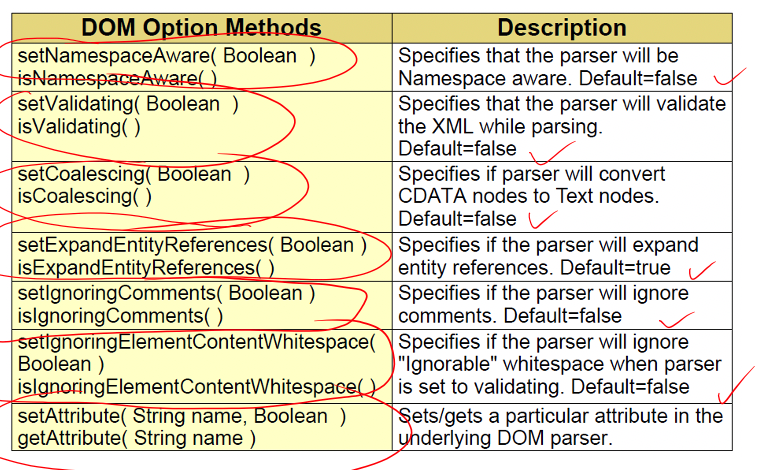 DOM Option Methods Description
setNamespaceAware( Boolean )
isNamespaceAware( )
Specifies that the parser will be
Namespace aware. Default=false
setValidating( Boolean )
isValidating( )
Specifies that the parser will validate
the XML while parsing.
Default=false
setCoalescing( Boolean )
isCoalescing( )
Specifies if parser will convert
CDATA nodes to Text nodes.
Default=false
setExpandEntityReferences( Boolean )
isExpandEntityReferences( )
Specifies if the parser will expand
entity references. Default=true
setIgnoringComments( Boolean )
isIgnoringComments( )
Specifies if the parser will ignore
comments. Default=false
setIgnoringElementContentWhitespace(
Boolean )
isIgnoringElementContentWhitespace( )
Specifies if the parser will ignore
"Ignorable" whitespace when parser
is set to validating. Default=false
setAttribute( String name, Boolean )
getAttribute( String name )
Sets/gets a particular attribute in the
underlying DOM parser.